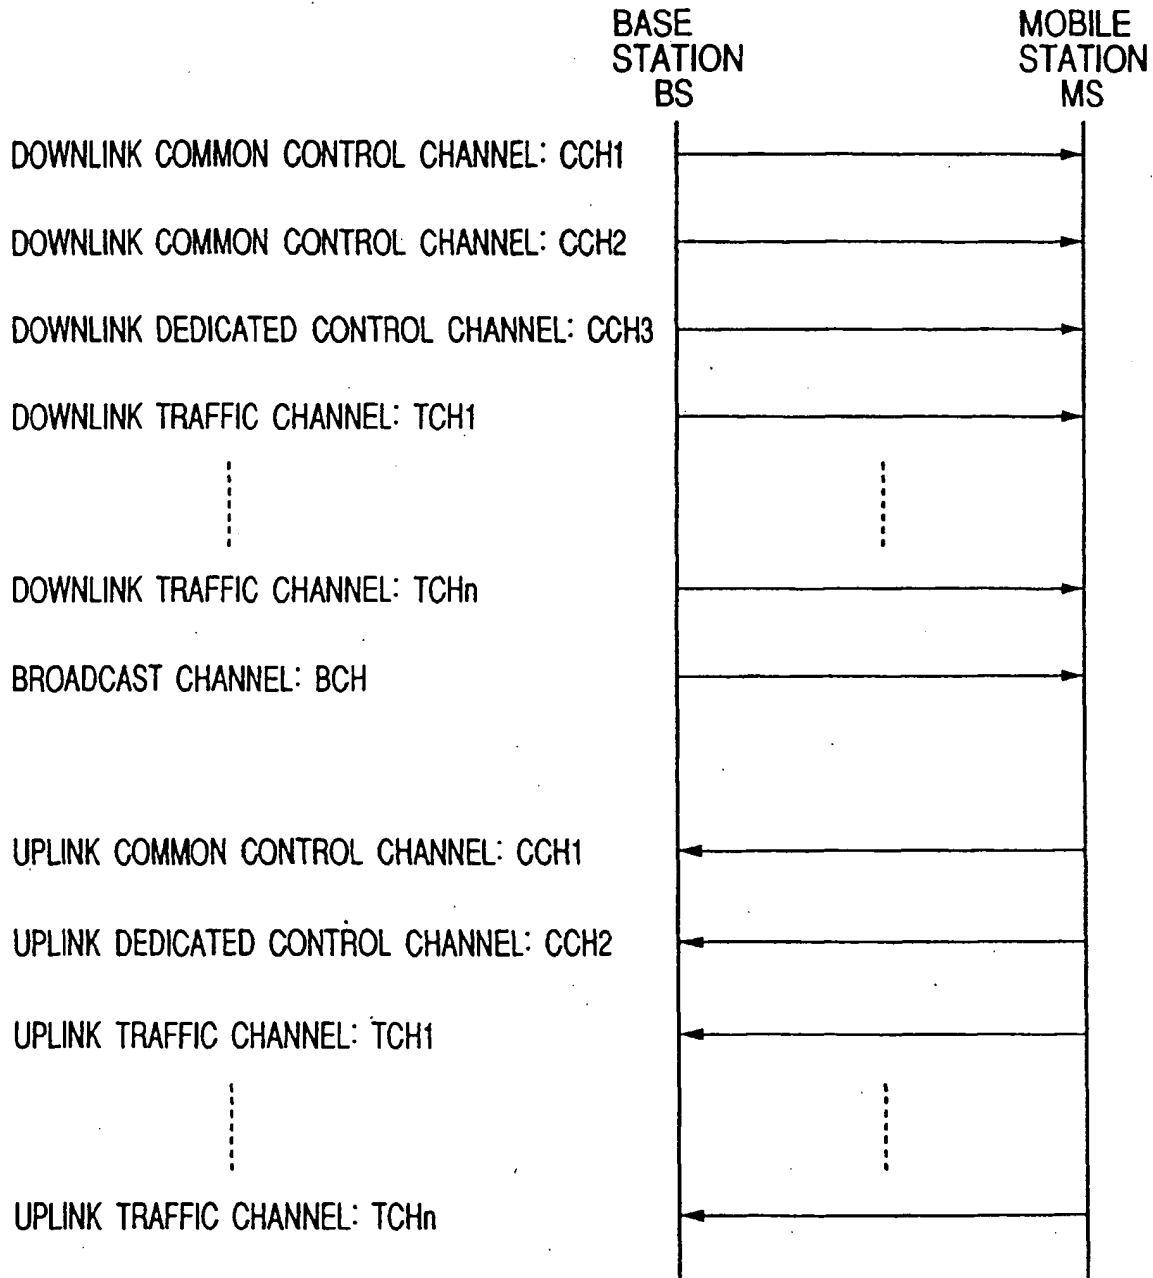 BASE
STATION
BS
MOBILE
STATION
MS
DOWNLINK COMMON CONTROL CHANNEL: CCH1
DOWNLINK COMMON CONTROL CHANNEL: CCH2
DOWNLINK DEDICATED CONTROL CHANNEL: CCH3
DOWNLINK TRAFFIC CHANNEL: TCH1
DOWNLINK TRAFFIC CHANNEL: TCHn
BROADCAST CHANNEL: BCH
UPLINK COMMON CONTROL CHANNEL: CCH1
UPLINK DEDICATED CONTROL CHANNEL: CCH2
UPLINK TRAFFIC CHANNEL: TCH1
UPLINK TRAFFIC CHANNEL: TCHn